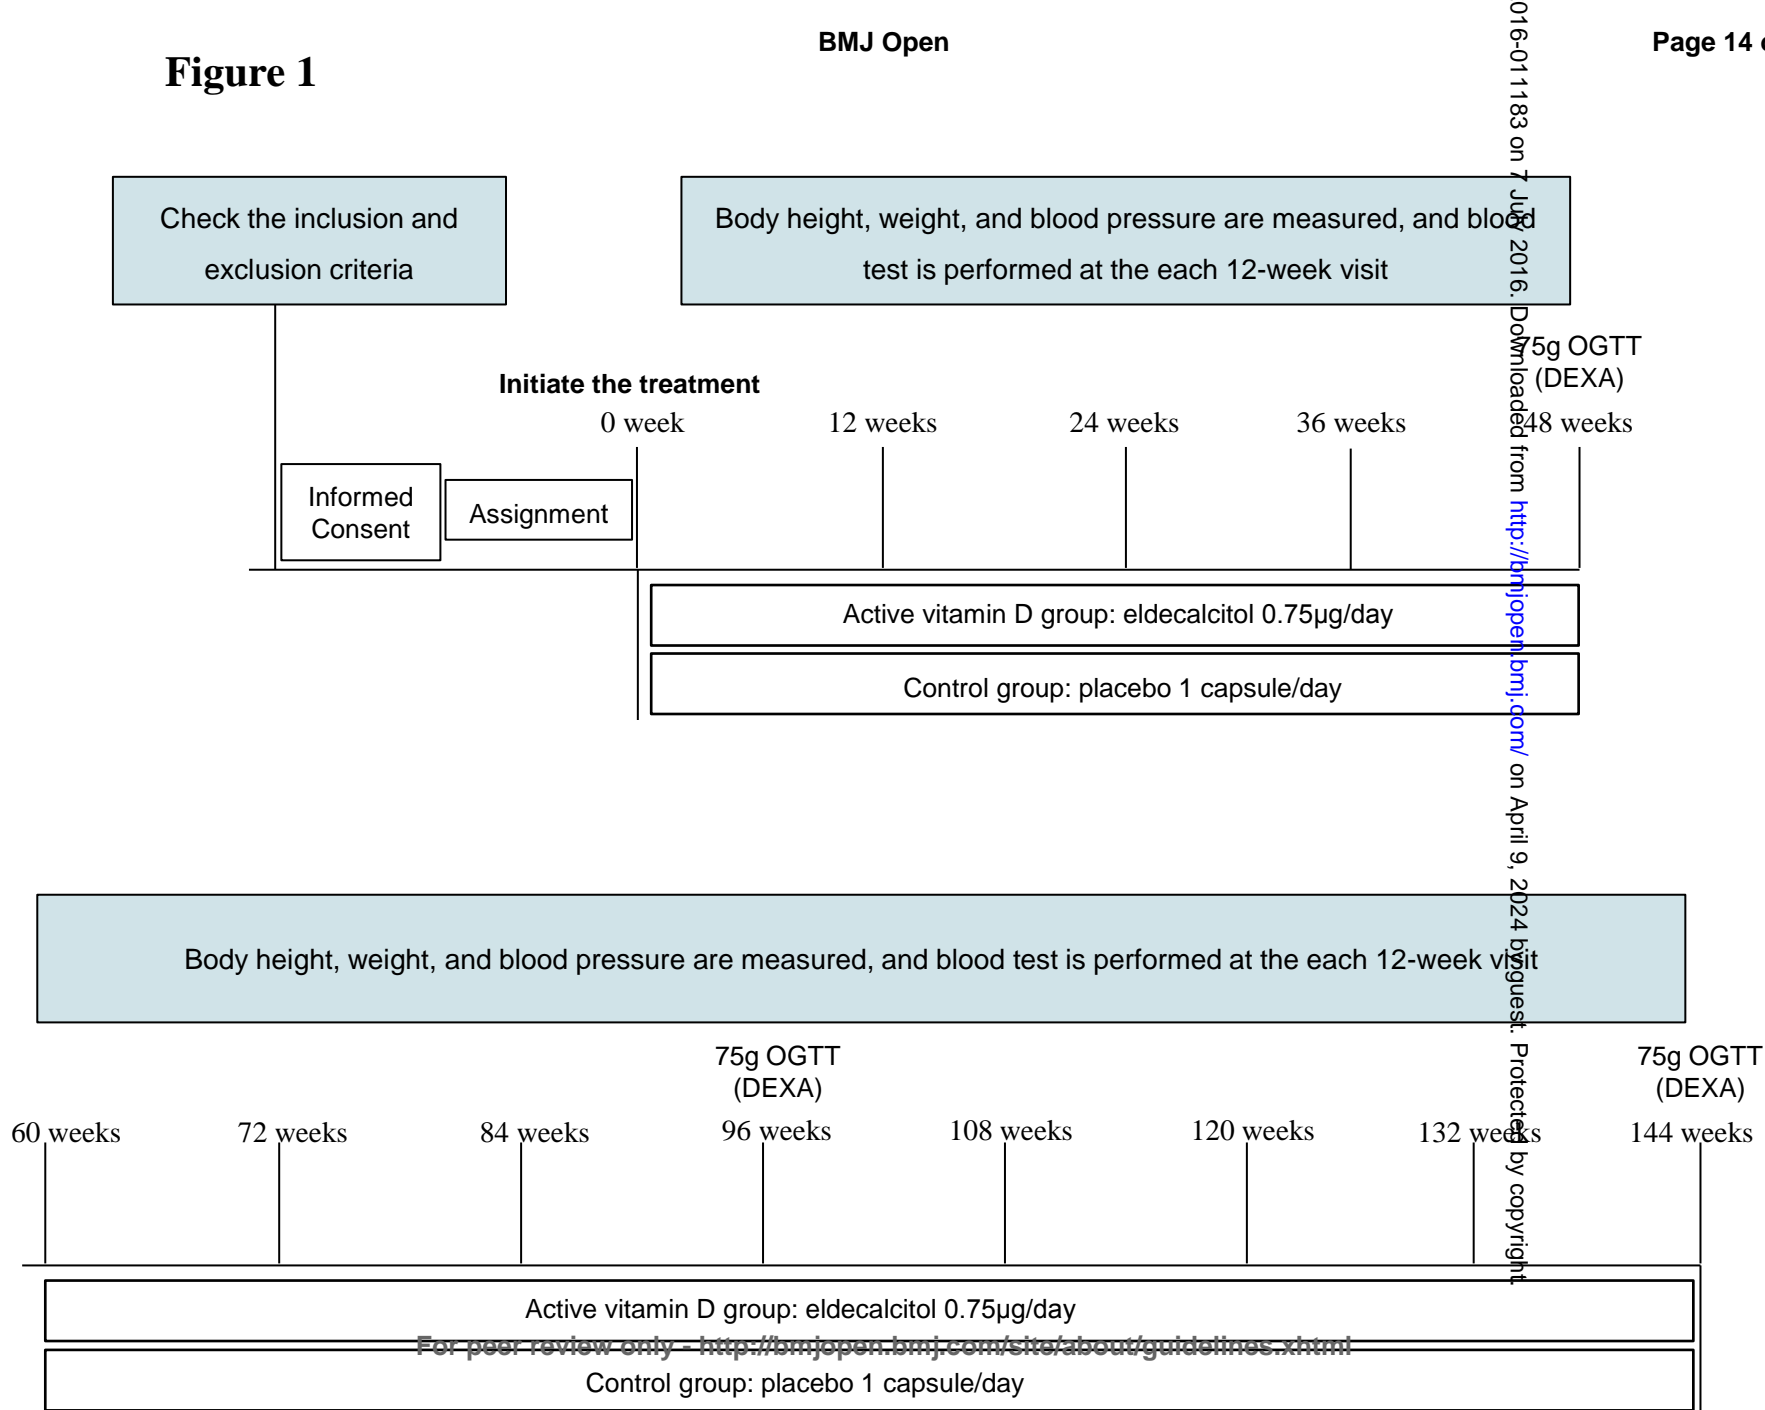 BMJ Open
Page 14
Figure 1
Check the inclusion and
exclusion criteria
Body height, weight, and blood pressure are measured, and blood
test is performed at the each 12-week visit
75g OGTT
(DEXA)
Initiate the treatment
0 week
12 weeks
24 weeks
36 weeks
48 weeks
Informed
Consent
Assignment
Active vitamin D group: eldecalcitol 0.75μg/day
Control group: placebo 1 capsule/day
Body height, weight, and blood pressure are measured, and blood test is performed at the each 12-week visit
75g OGTT
(DEXA)
75g OGTT
(DEXA)
60 weeks
72 weeks
84 weeks
96 weeks
108 weeks
120 weeks
132 weeks
144 weeks
Active vitamin D group: eldecalcitol 0.75μg/day
For peer review only - http://bmjopen.bmj.com/site/about/guidelines.xhtml
Control group: placebo 1 capsule/day
016-011183 on 7 July 2016. Downloaded from http://bmjopen.bmj.com/ on April 9, 2024 by guest. Protected by copyright.